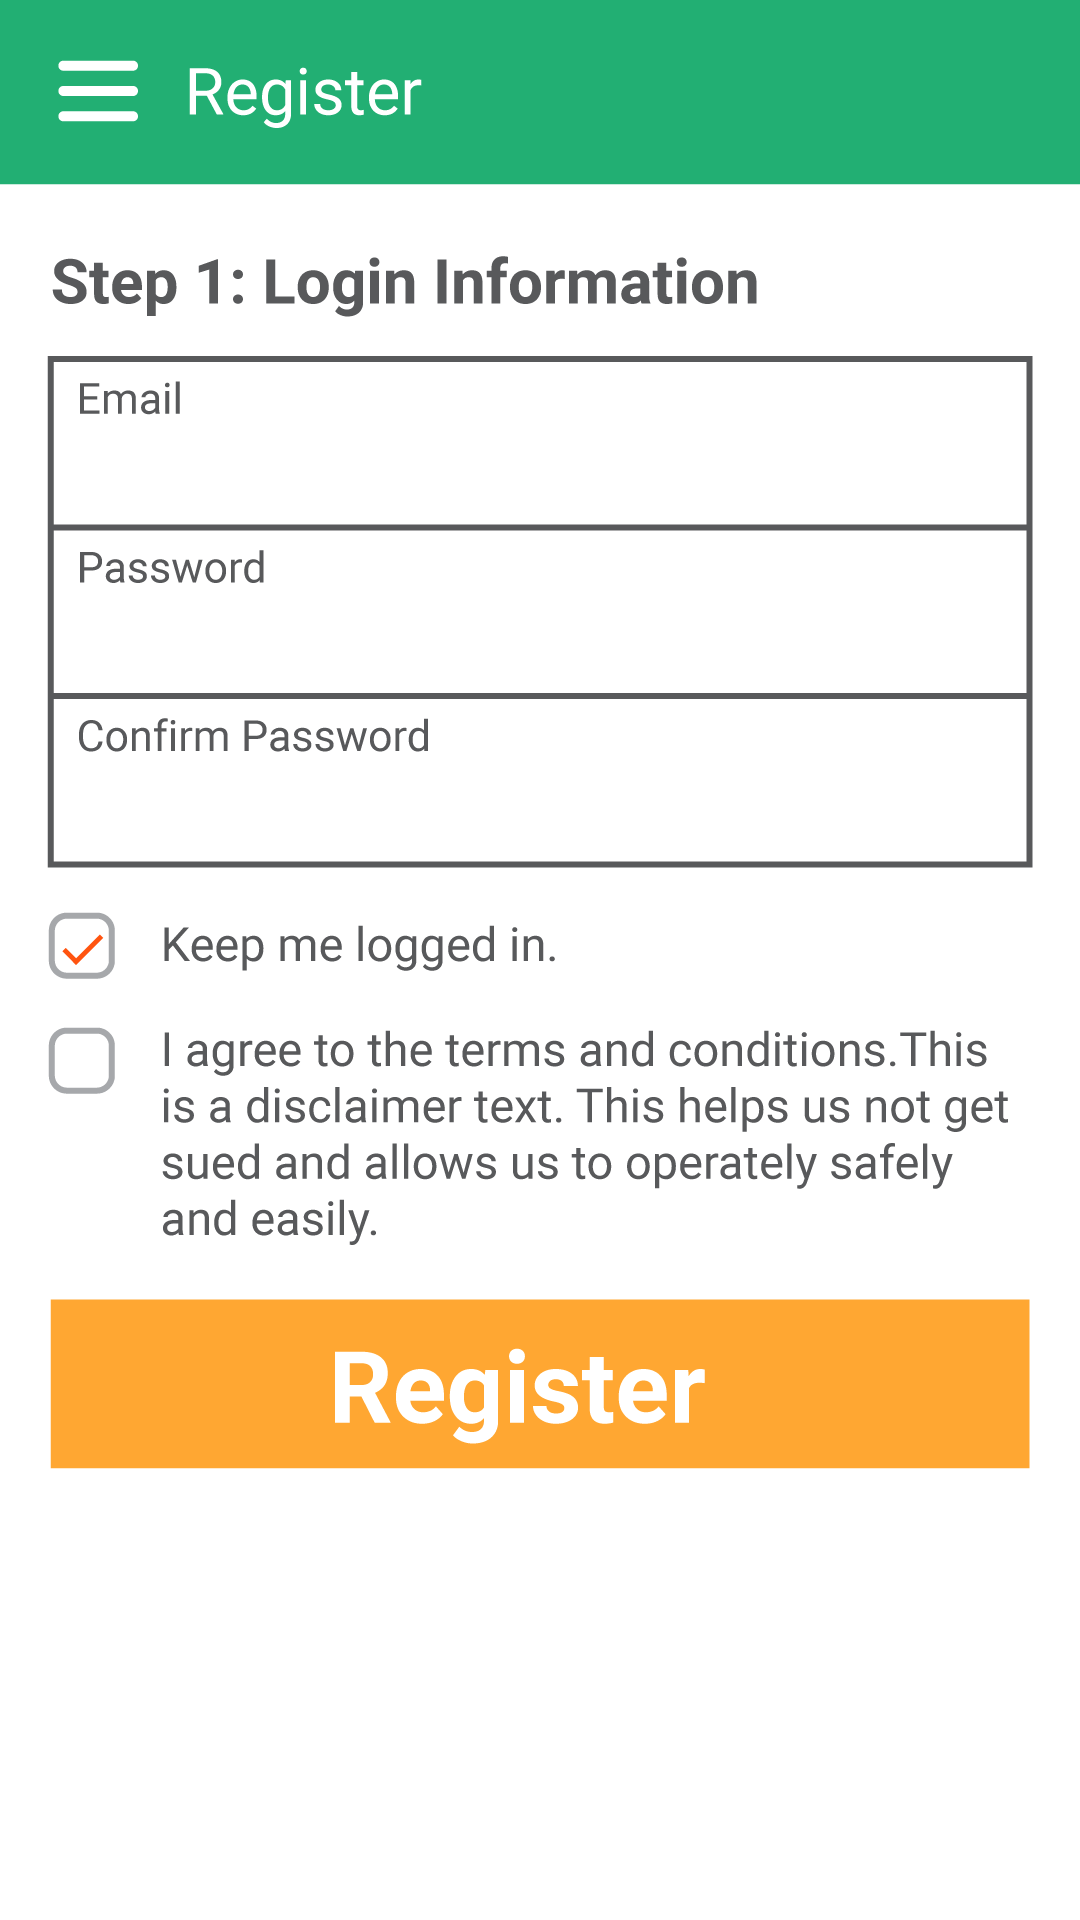 Register
Step 1: Login Information
Email
Password
Confirm Password
Keep me logged in.
I agree to the terms and conditions.This
is a disclaimer text. This helps us not get
sued and allows us to operately safely
and easily.
Register